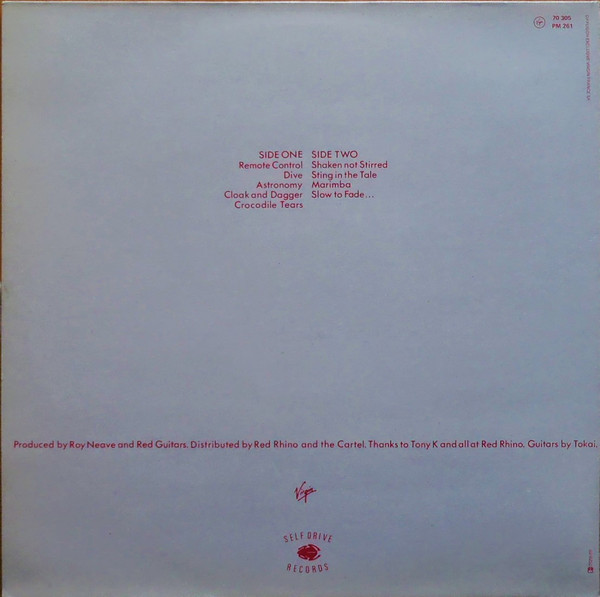 70 305
PM 261
SIDE ONE
Remote Control
Dive
Astronomy
Cloak and Dagger
Crocodile Tears
SIDE TWO
Shaken not Stirred
Sting in the Tale
Marimba
Slow to Fade...
Produced by Roy Neave and Red Guitars. Distributed by Red Rhino and the Cartel. Thanks to Tony K and all at Red Rhino. Guitars by Tokai.
Virgin
SELF DRIVE
RECORDS